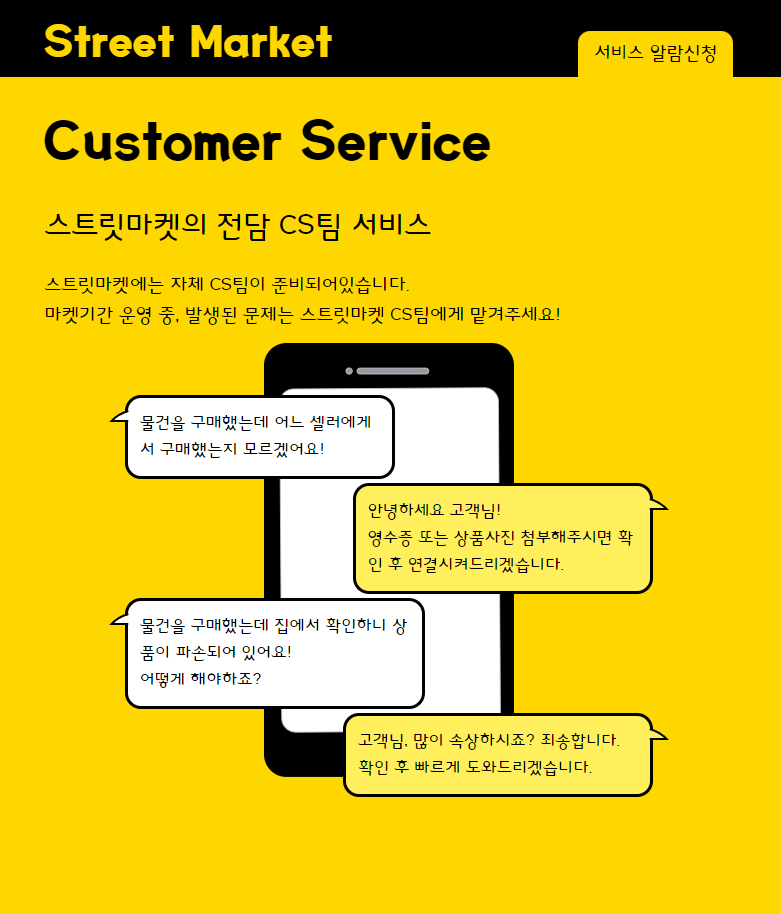 Street Market
서비스 알람신청
Customer Service
스트릿마켓의 전담 CS팀 서비스
스트릿마켓에는 자체 CS팀이 준비되어있습니다.
마켓기간 운영 중, 발생된 문제는 스트릿마켓 CS팀에게 맡겨주세요!
물건을 구매했는데 어느 셀러에게
서 구매했는지 모르겠어요!
안녕하세요 고객님!
영수증 또는 상품사진 첨부해주시면 확
인 후 연결시켜드리겠습니다.
물건을 구매했는데 집에서 확인하니 상
품이 파손되어 있어요!
어떻게 해야하죠?
고객님, 많이 속상하시죠? 죄송합니다.
확인 후 빠르게 도와드리겠습니다.